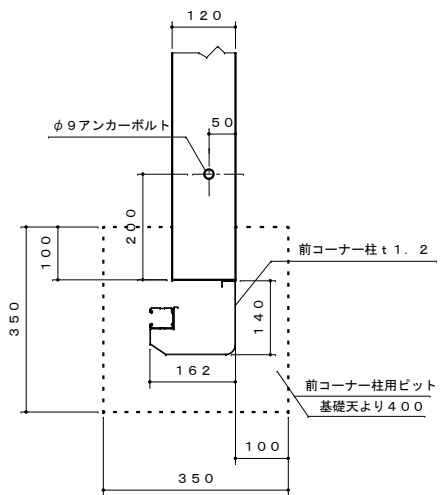 １２０
５０
φ９アンカーボルト
２００
１００
前コーナー柱ｔ１．２
３５０
１４０
１６２
前コーナー柱用ピット
基礎天より４００
１００
３５０